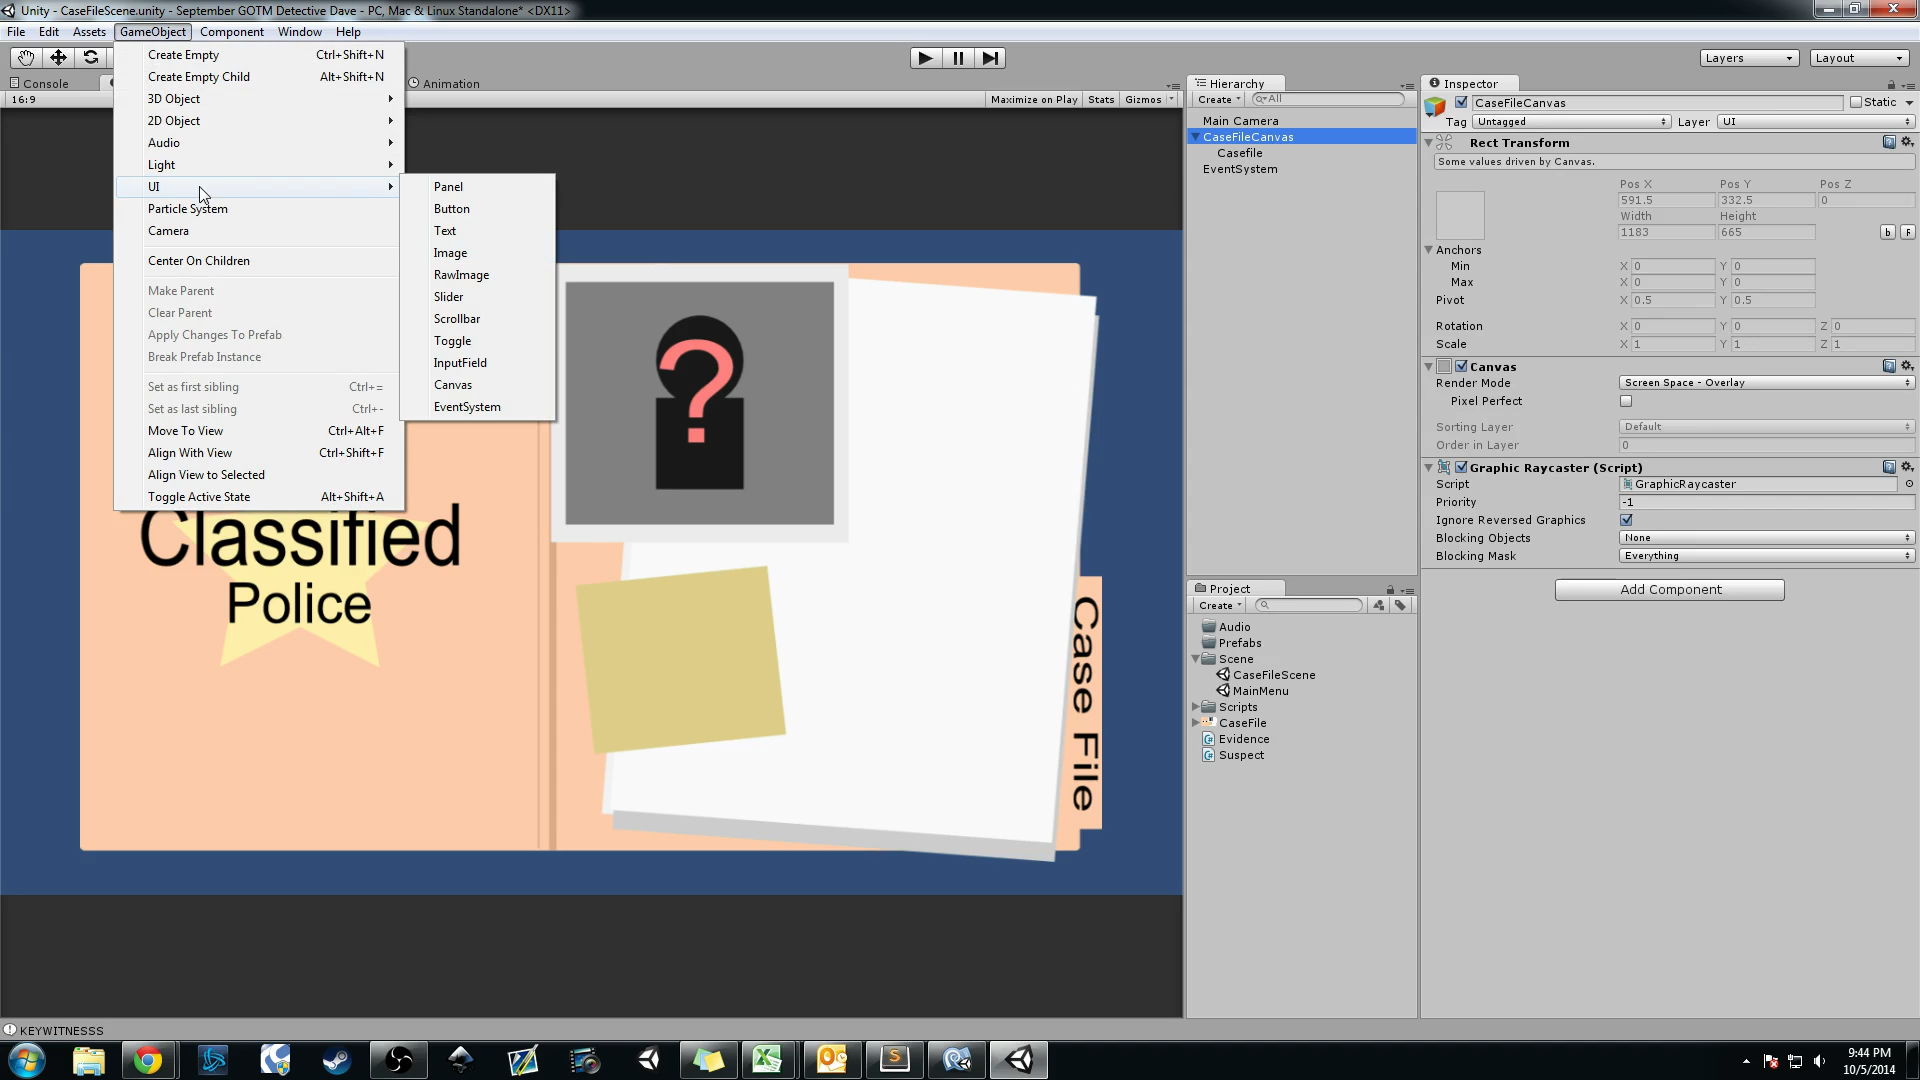 Unity - CaseFileScene.unity - September GOTM Detective Dave - PC, Mac & Linux Standalone* <DX11>
File Edit Assets GameObject Component Window Help
Layers Layout
Console Animation
16:9 Maximize on Play Stats Gizmos
Create Empty Ctrl+Shift+N
Create Empty Child Alt+Shift+N
3D Object
2D Object
Audio
Light
UI
Particle System
Camera
Center On Children
Make Parent
Clear Parent
Apply Changes To Prefab
Break Prefab Instance
Set as first sibling Ctrl+=
Set as last sibling Ctrl+-
Move To View Ctrl+Alt+F
Align With View Ctrl+Shift+F
Align View to Selected
Toggle Active State Alt+Shift+A
Panel
Button
Text
Image
RawImage
Slider
Scrollbar
Toggle
InputField
Canvas
EventSystem
?
Classified
Police
Case File
Hierarchy
Create All
Main Camera
CaseFileCanvas
Casefile
EventSystem
Project
Create
Audio
Prefabs
Scene
CaseFileScene
MainMenu
Scripts
CaseFile
Evidence
Suspect
Inspector
CaseFileCanvas Static
Tag Untagged Layer UI
Rect Transform
Some values driven by Canvas.
Pos X Pos Y Pos Z
591.5 332.5 0
Width Height
1183 665 b F
Anchors
Min X 0 Y 0
Max X 0 Y 0
Pivot X 0.5 Y 0.5
Rotation X 0 Y 0 Z 0
Scale X 1 Y 1 Z 1
Canvas
Render Mode Screen Space - Overlay
Pixel Perfect
Sorting Layer Default
Order in Layer 0
Graphic Raycaster (Script)
Script GraphicRaycaster
Priority -1
Ignore Reversed Graphics
Blocking Objects None
Blocking Mask Everything
Add Component
KEYWITNESSS
9:44 PM
10/5/2014